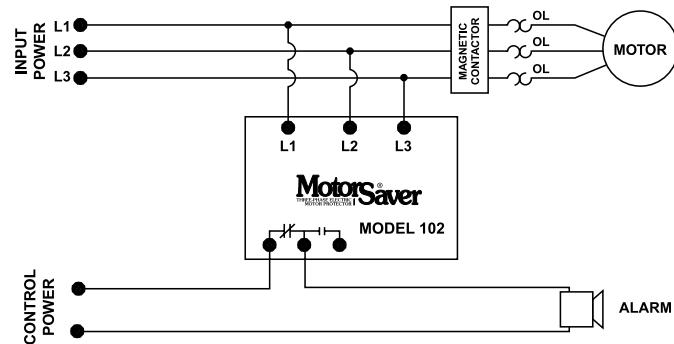 INPUT POWER
L1
L2
L3
MAGNETIC CONTACTOR
OL
OL
OL
MOTOR
L1 L2 L3
MotorSaver®
THREE-PHASE ELECTRIC
MOTOR PROTECTOR
MODEL 102
CONTROL POWER
ALARM